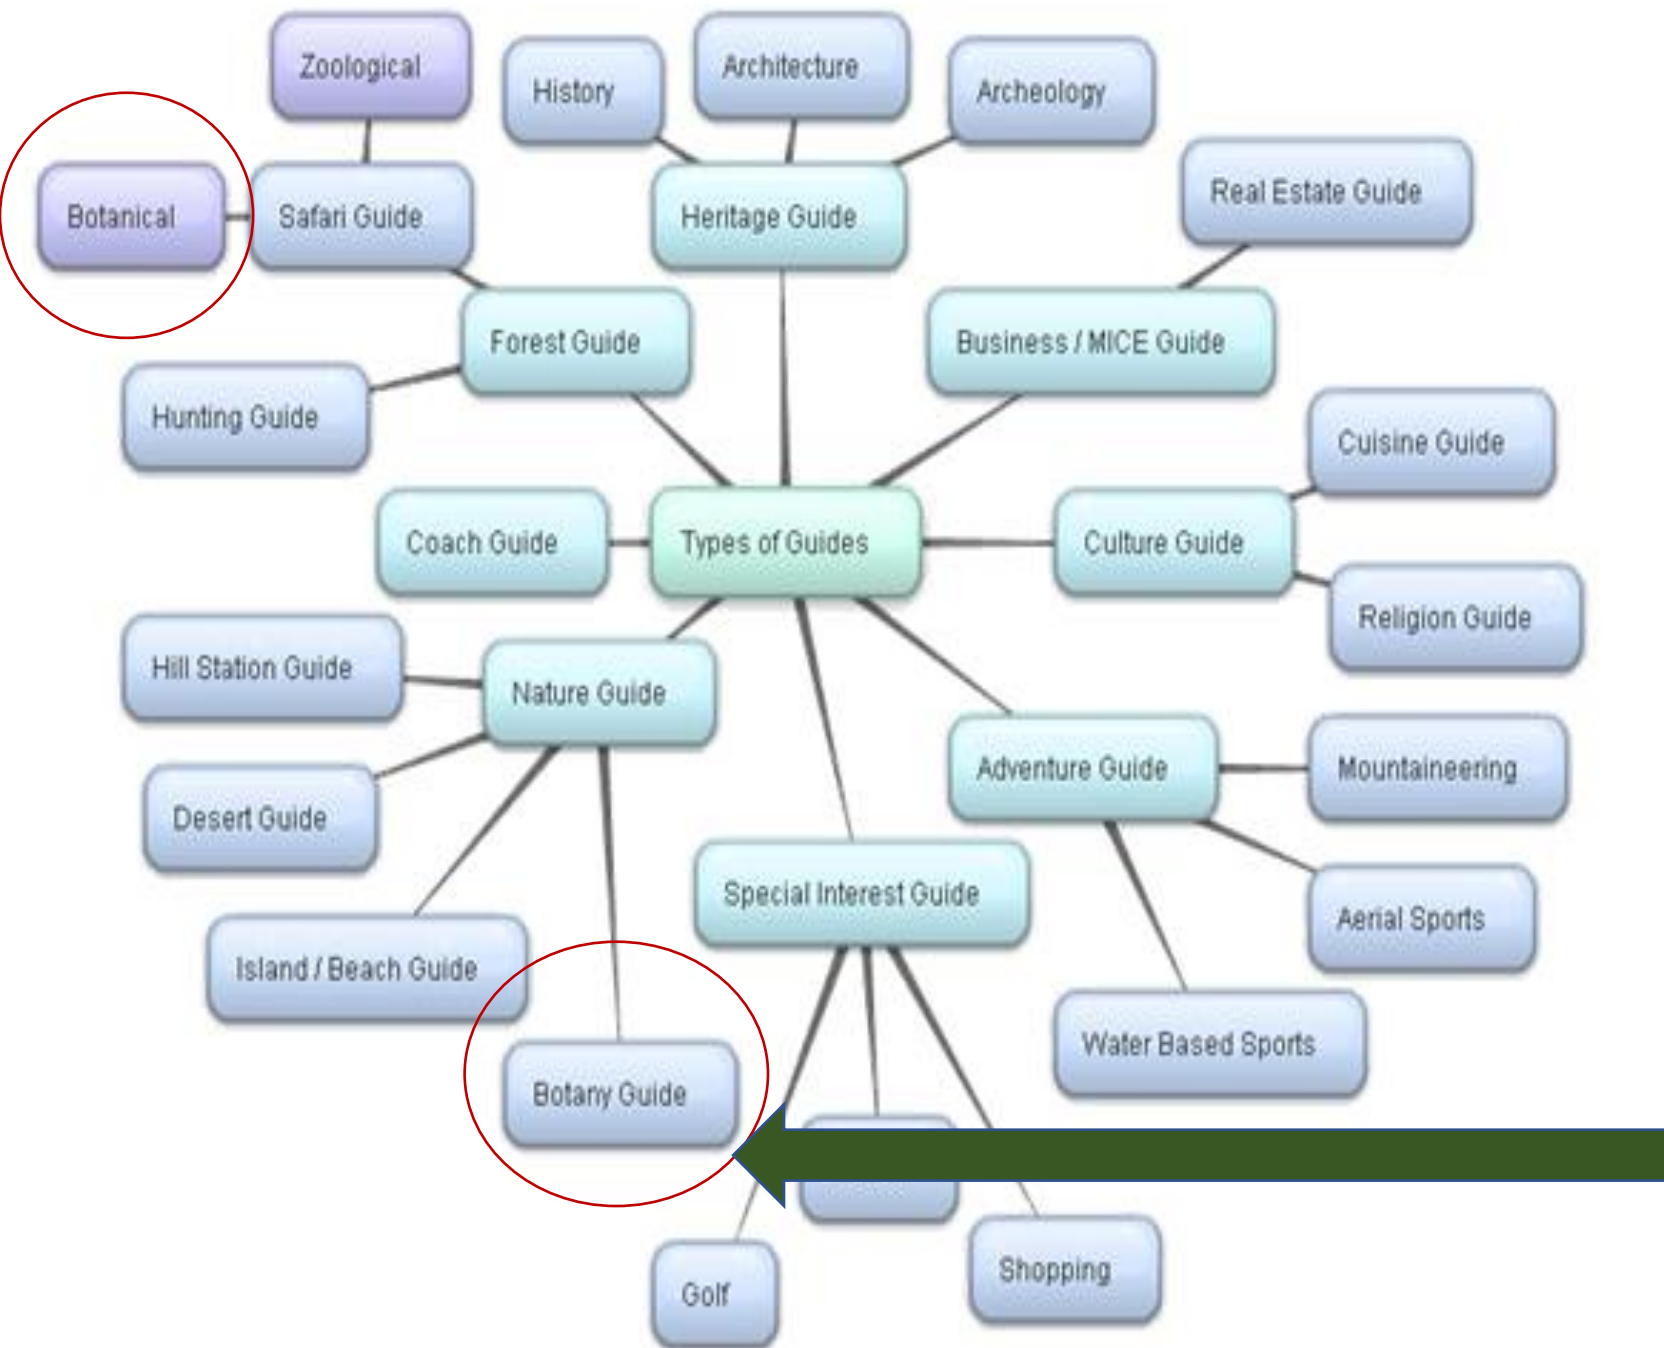 Zoological
History
Architecture
Archeology
Botanical
Safari Guide
Heritage Guide
Real Estate Guide
Forest Guide
Business / MICE Guide
Hunting Guide
Cuisine Guide
Coach Guide
Types of Guides
Culture Guide
Religion Guide
Hill Station Guide
Nature Guide
Adventure Guide
Mountaineering
Desert Guide
Special Interest Guide
Aerial Sports
Island / Beach Guide
Water Based Sports
Botany Guide
Shopping
Golf